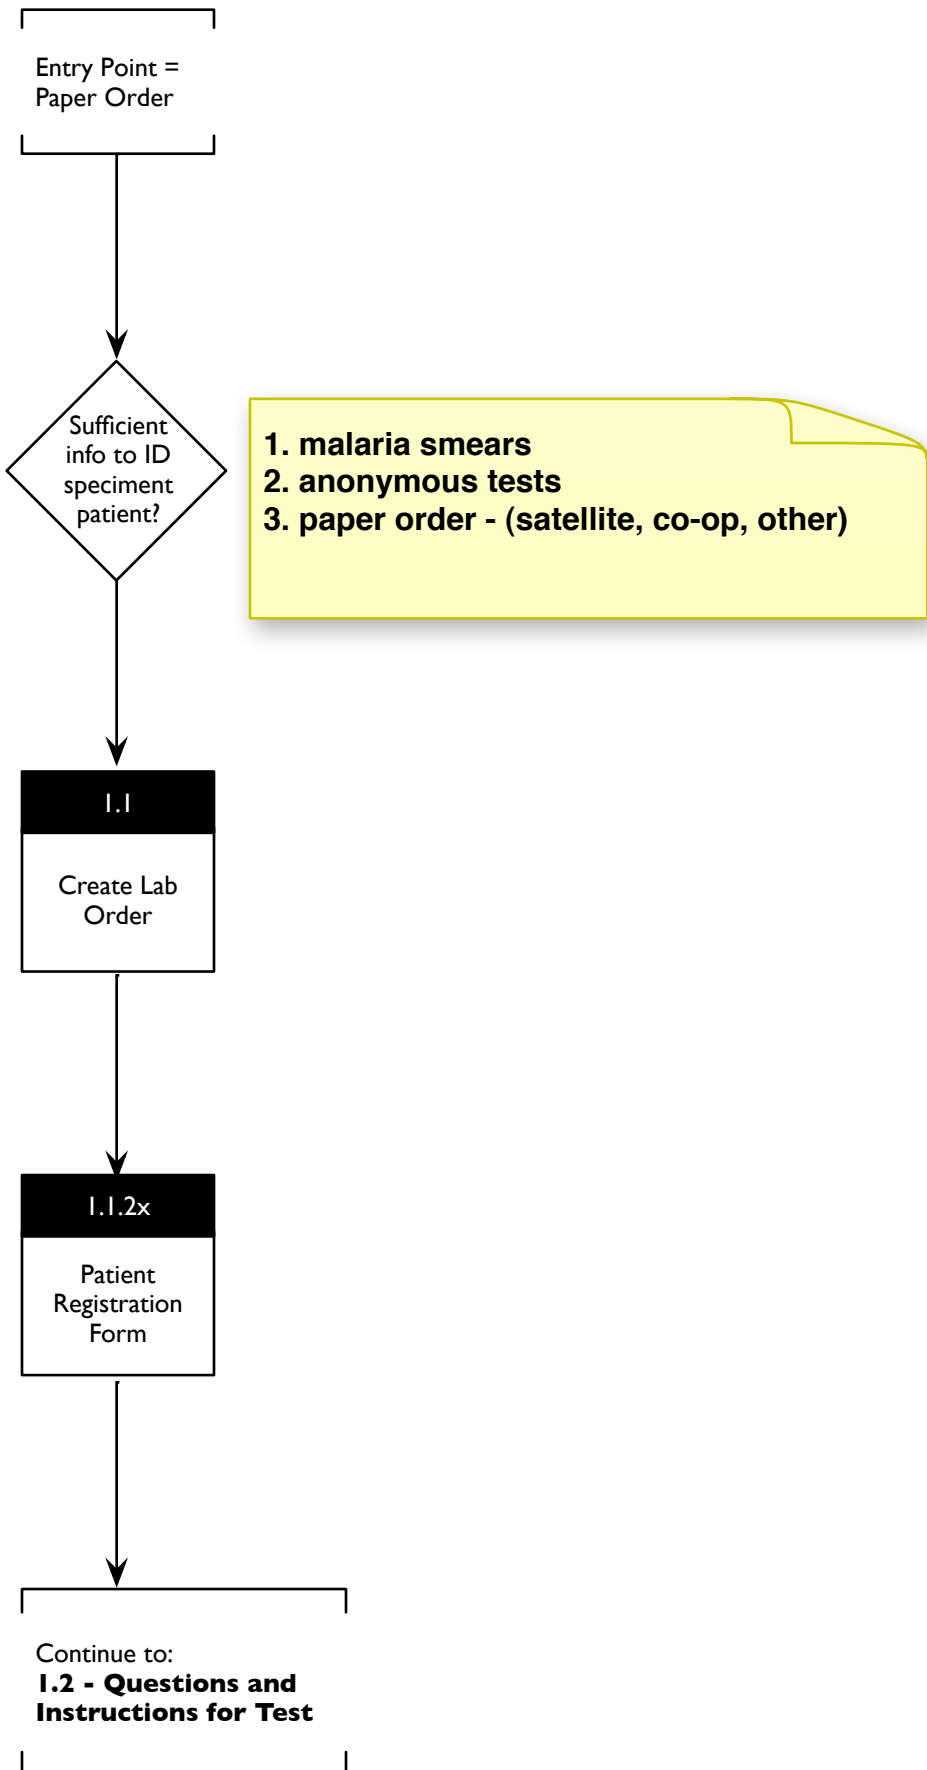 Entry Point =
Paper Order
Sufficient
info to ID
speciment
patient?
1. malaria smears
2. anonymous tests
3. paper order - (satellite, co-op, other)
1.1
Create Lab
Order
1.1.2x
Patient
Registration
Form
Continue to:
1.2 - Questions and
Instructions for Test